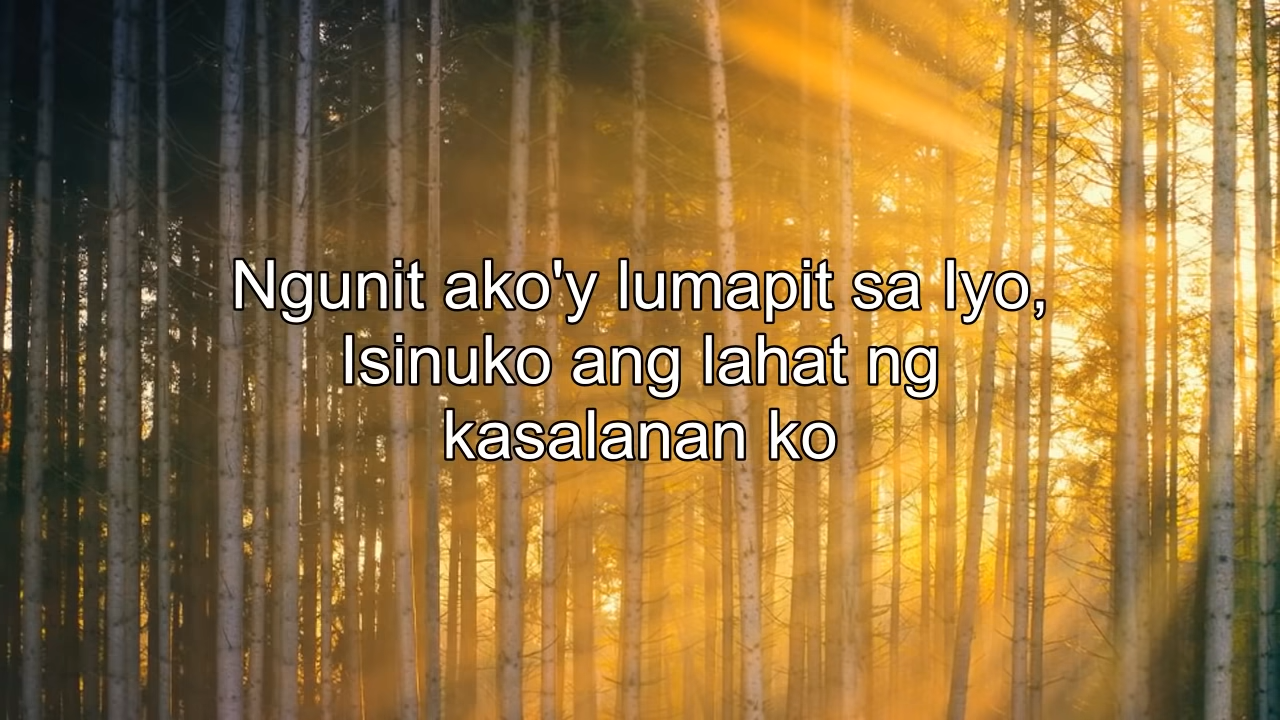 Ngunit ako'y lumapit sa Iyo,
Isinuko ang lahat ng
kasalanan ko